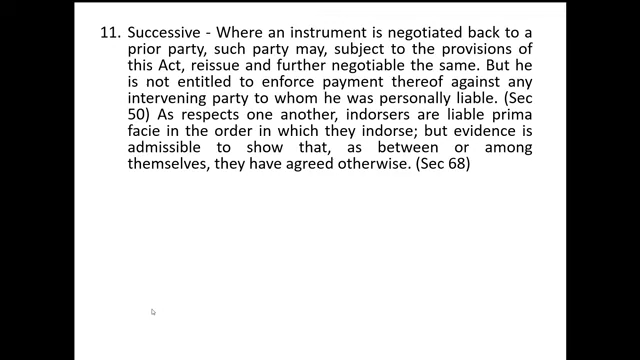 11. Successive - Where an instrument is negotiated back to a
prior party, such party may, subject to the provisions of
this Act, reissue and further negotiable the same. But he
is not entitled to enforce payment thereof against any
intervening party to whom he was personally liable. (Sec
50) As respects one another, indorsers are liable prima
facie in the order in which they indorse; but evidence is
admissible to show that, as between or among
themselves, they have agreed otherwise. (Sec 68)